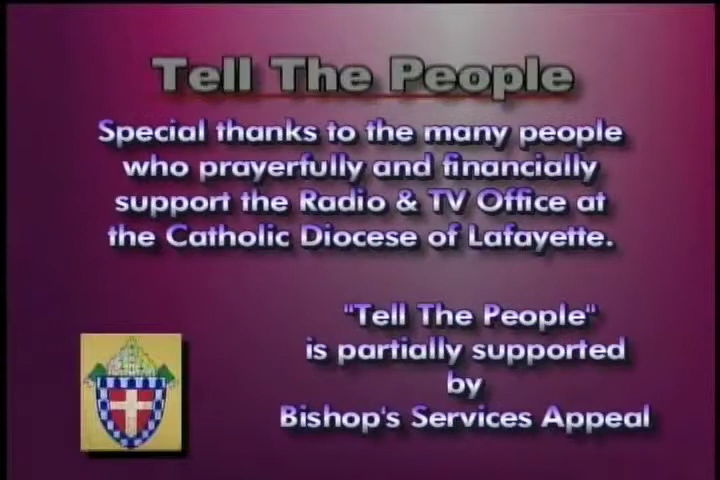 Tell The People
Special thanks to the many people
who prayerfully and financially
support the Radio & TV Office at
the Catholic Diocese of Lafayette.
"Tell The People"
is partially supported
by
Bishop's Services Appeal